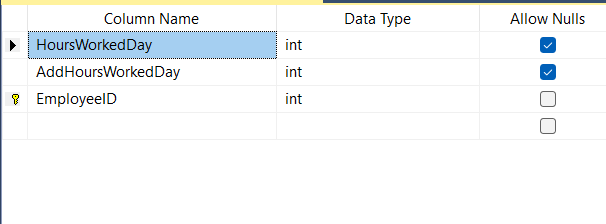 Column Name Data Type Allow Nulls
HoursWorkedDay int
AddHoursWorkedDay int
EmployeeID int